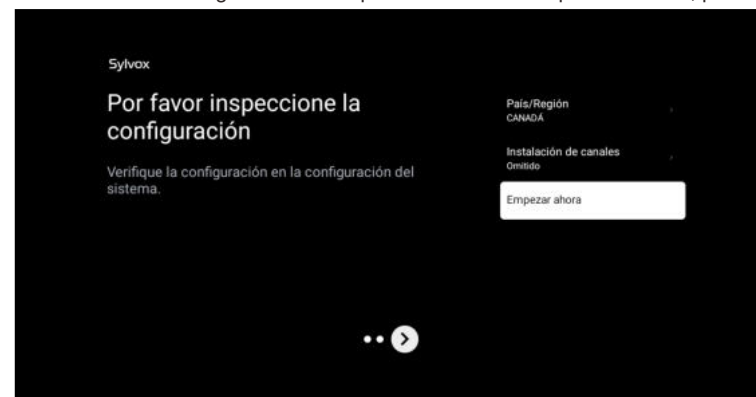 Sylvox
Por favor inspeccione la
configuración
Verifique la configuración en la configuración del
sistema.
País/Región
CANADÁ
Instalación de canales
Omitido
Empezar ahora